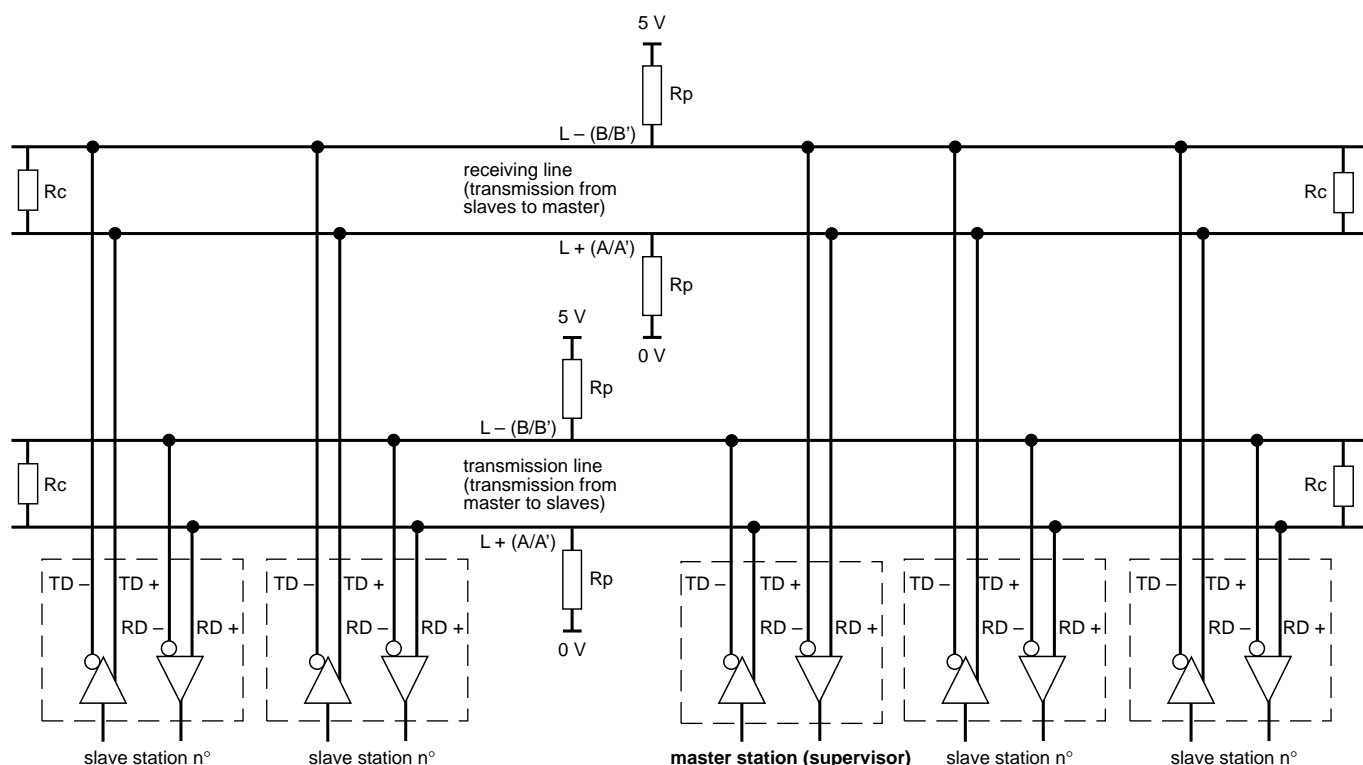 5 V
Rp
L – (B/B')
Rc
receiving line
(transmission from
slaves to master)
Rc
L + (A/A')
Rp
5 V
0 V
Rp
L – (B/B')
Rc
transmission line
(transmission from
master to slaves)
Rc
L + (A/A')
Rp
0 V
TD – TD +
RD – RD +
TD – TD +
RD – RD +
TD – TD +
RD – RD +
TD – TD +
RD – RD +
TD – TD +
RD – RD +
slave station n°
slave station n°
master station (supervisor)
slave station n°
slave station n°